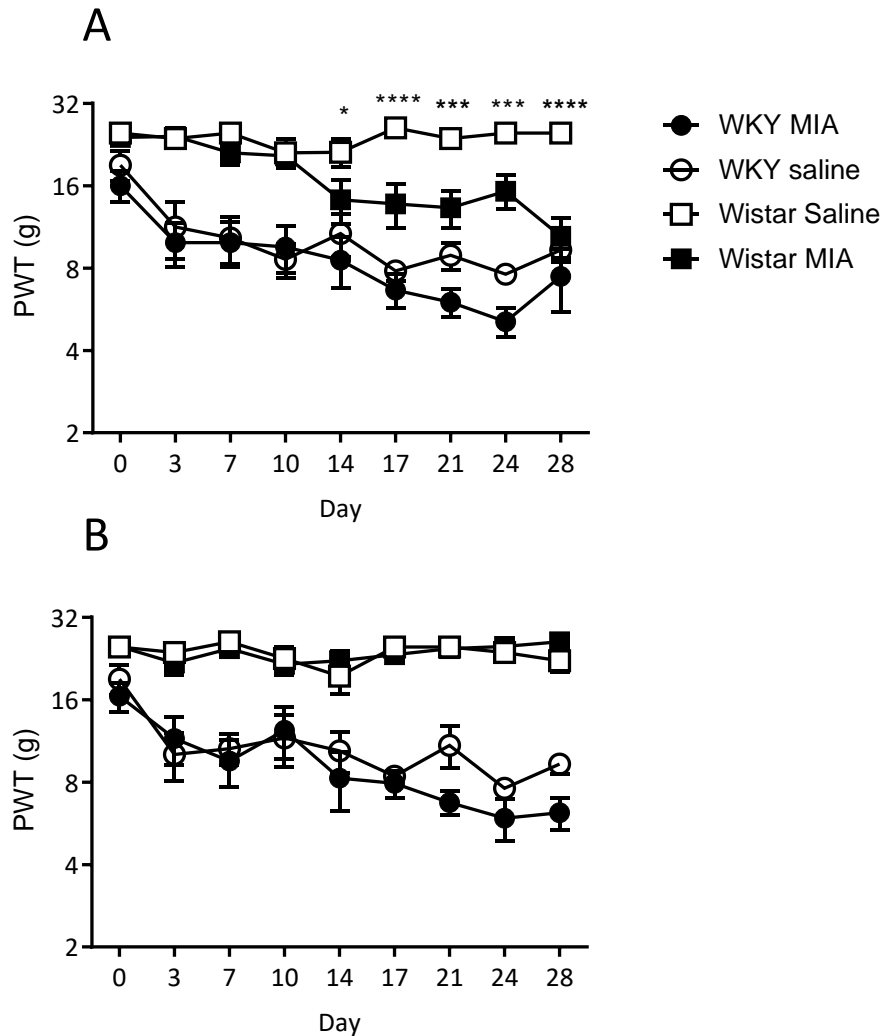 A
* **** *** *** ****
32
16
8
4
2
PWT (g)
0 3 7 10 14 17 21 24 28
Day
WKY MIA
WKY saline
Wistar Saline
Wistar MIA
B
32
16
8
4
2
PWT (g)
0 3 7 10 14 17 21 24 28
Day